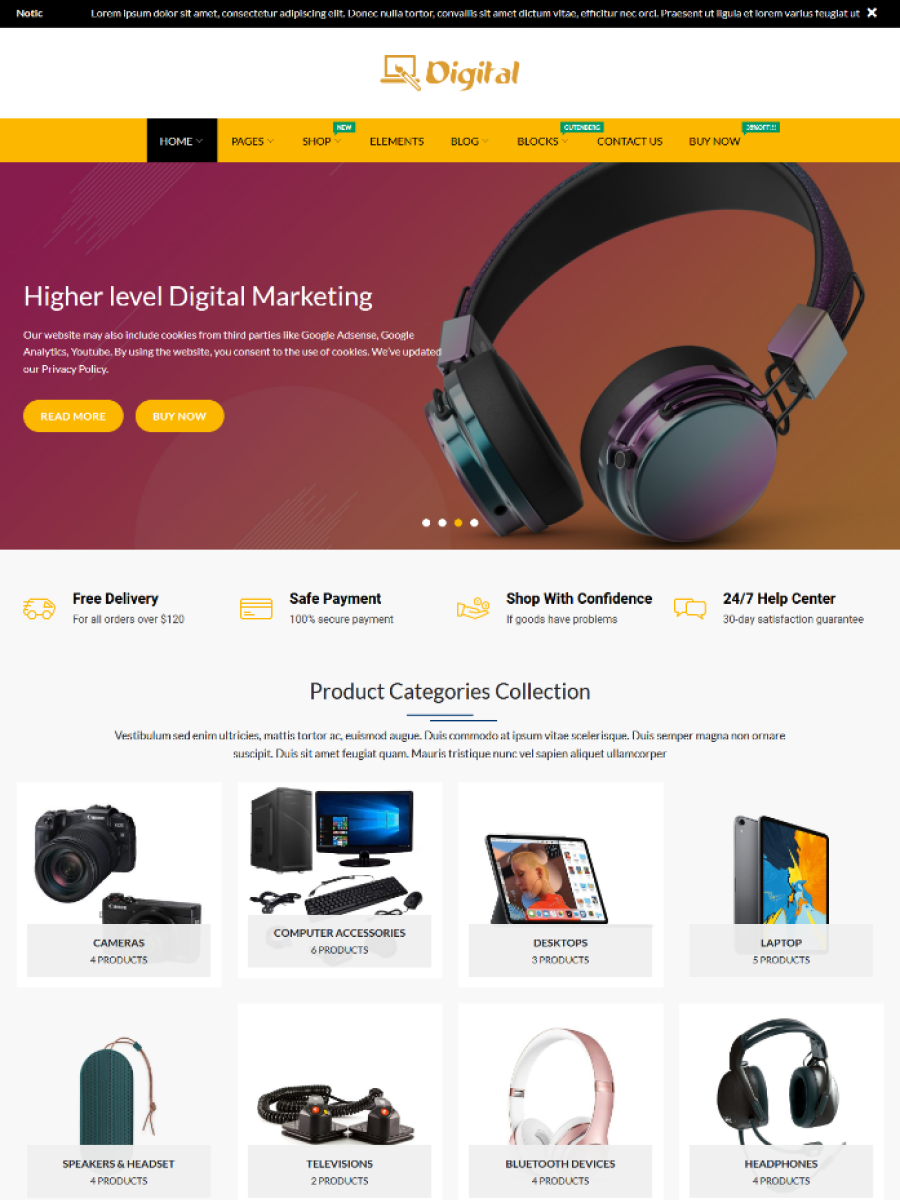 Notic
Lorem ipsum dolor sit amet, consectetur adipiscing elit. Donec nulla tortor, convallis sit amet dictum vitae, efficitur nec orci. Praesent ut ligula et lorem varius feugiat ut
Digital
NEW
GUTENBERG
HOME
PAGES
SHOP
ELEMENTS
BLOG
BLOCKS
CONTACT US
BUY NOW
Higher level Digital Marketing
Our website may also include cookies from third parties like Google Adsense, Google
Analytics, Youtube. By using the website, you consent to the use of cookies. We've updated
our Privacy Policy.
READ MORE
BUY NOW
Free Delivery
For all orders over $120
Safe Payment
100% secure payment
Shop With Confidence
If goods have problems
24/7 Help Center
30-day satisfaction guarantee
Product Categories Collection
Vestibulum sed enim ultricies, mattis tortor ac, euismod augue. Duis commodo at ipsum vitae scelerisque. Duis semper magna non ornare
suscipit. Duis sit amet feugiat quam. Mauris tristique nunc vel sapien aliquet ullamcorper
CAMERAS
4 PRODUCTS
COMPUTER ACCESSORIES
6 PRODUCTS
DESKTOPS
3 PRODUCTS
LAPTOP
5 PRODUCTS
SPEAKERS & HEADSET
4 PRODUCTS
TELEVISIONS
2 PRODUCTS
BLUETOOTH DEVICES
4 PRODUCTS
HEADPHONES
4 PRODUCTS